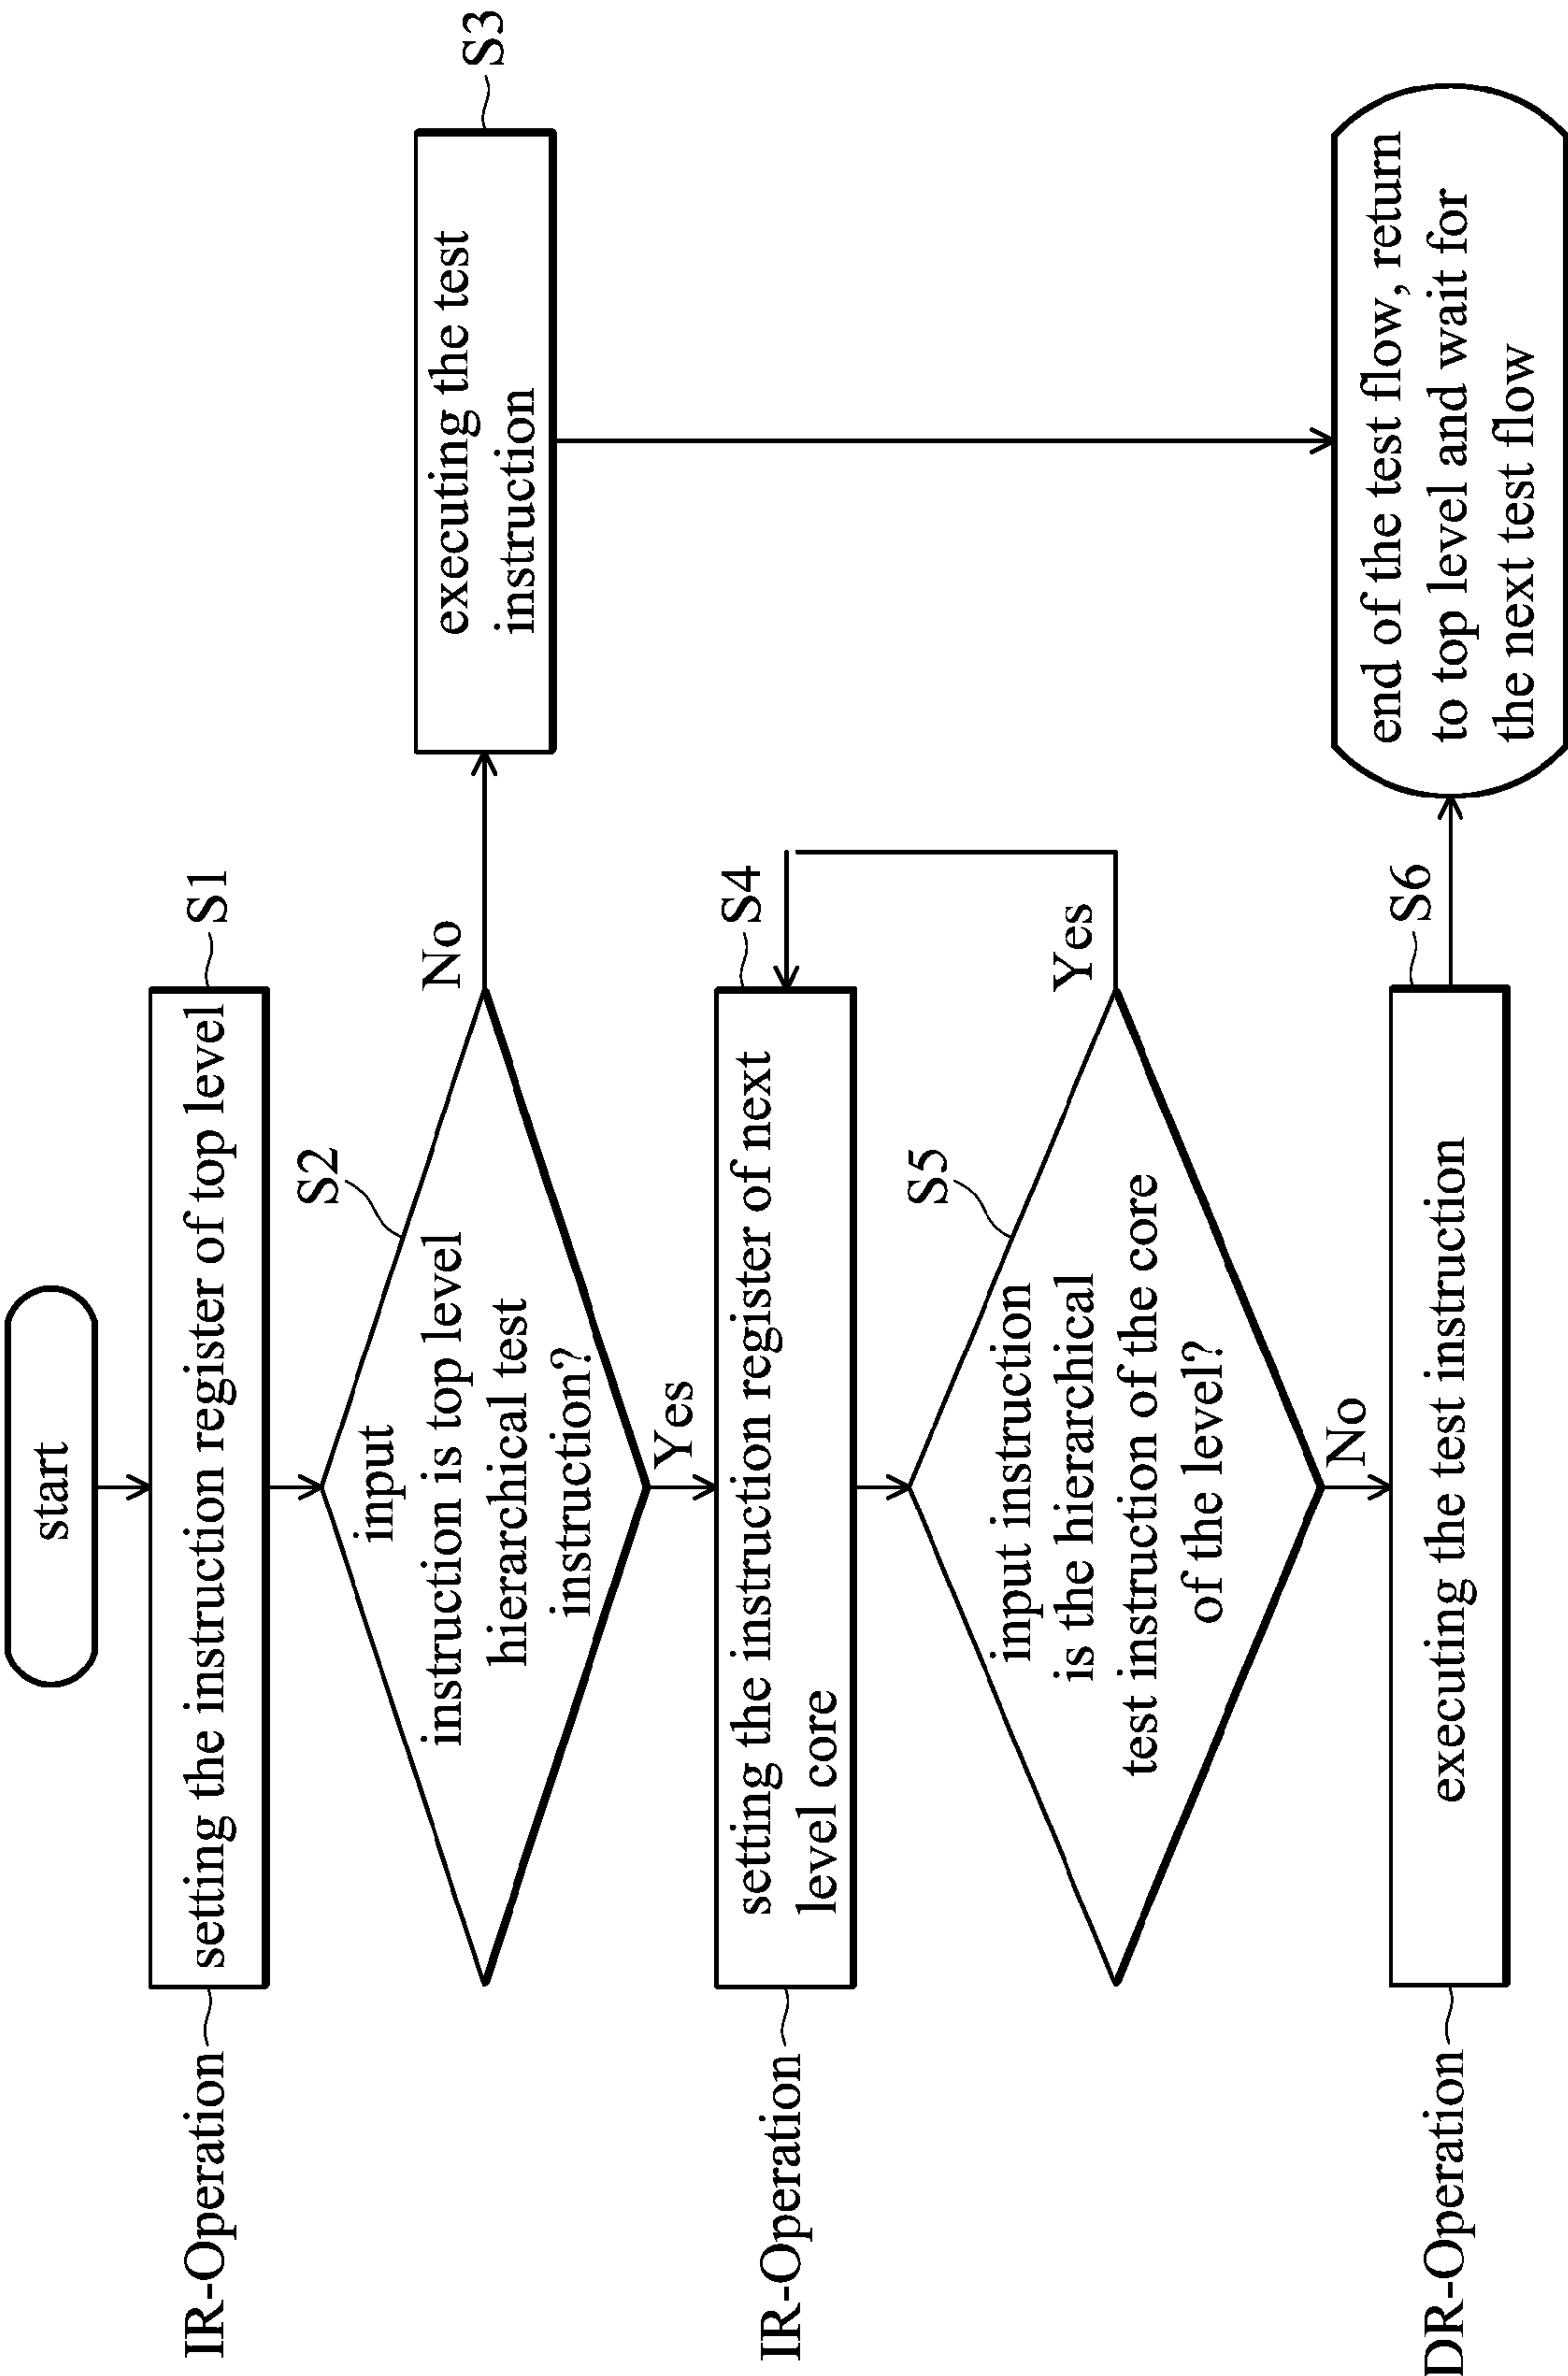 start
IR-Operation
setting the instruction register of top level
S1
S2
input
instruction is top level
hierarchical test
instruction?
No
Yes
executing the test
instruction
S3
IR-Operation
setting the instruction register of next
level core
S4
S5
input instruction
is the hierarchical
test instruction of the core
of the level?
Yes
No
DR-Operation
executing the test instruction
S6
end of the test flow, return
to top level and wait for
the next test flow